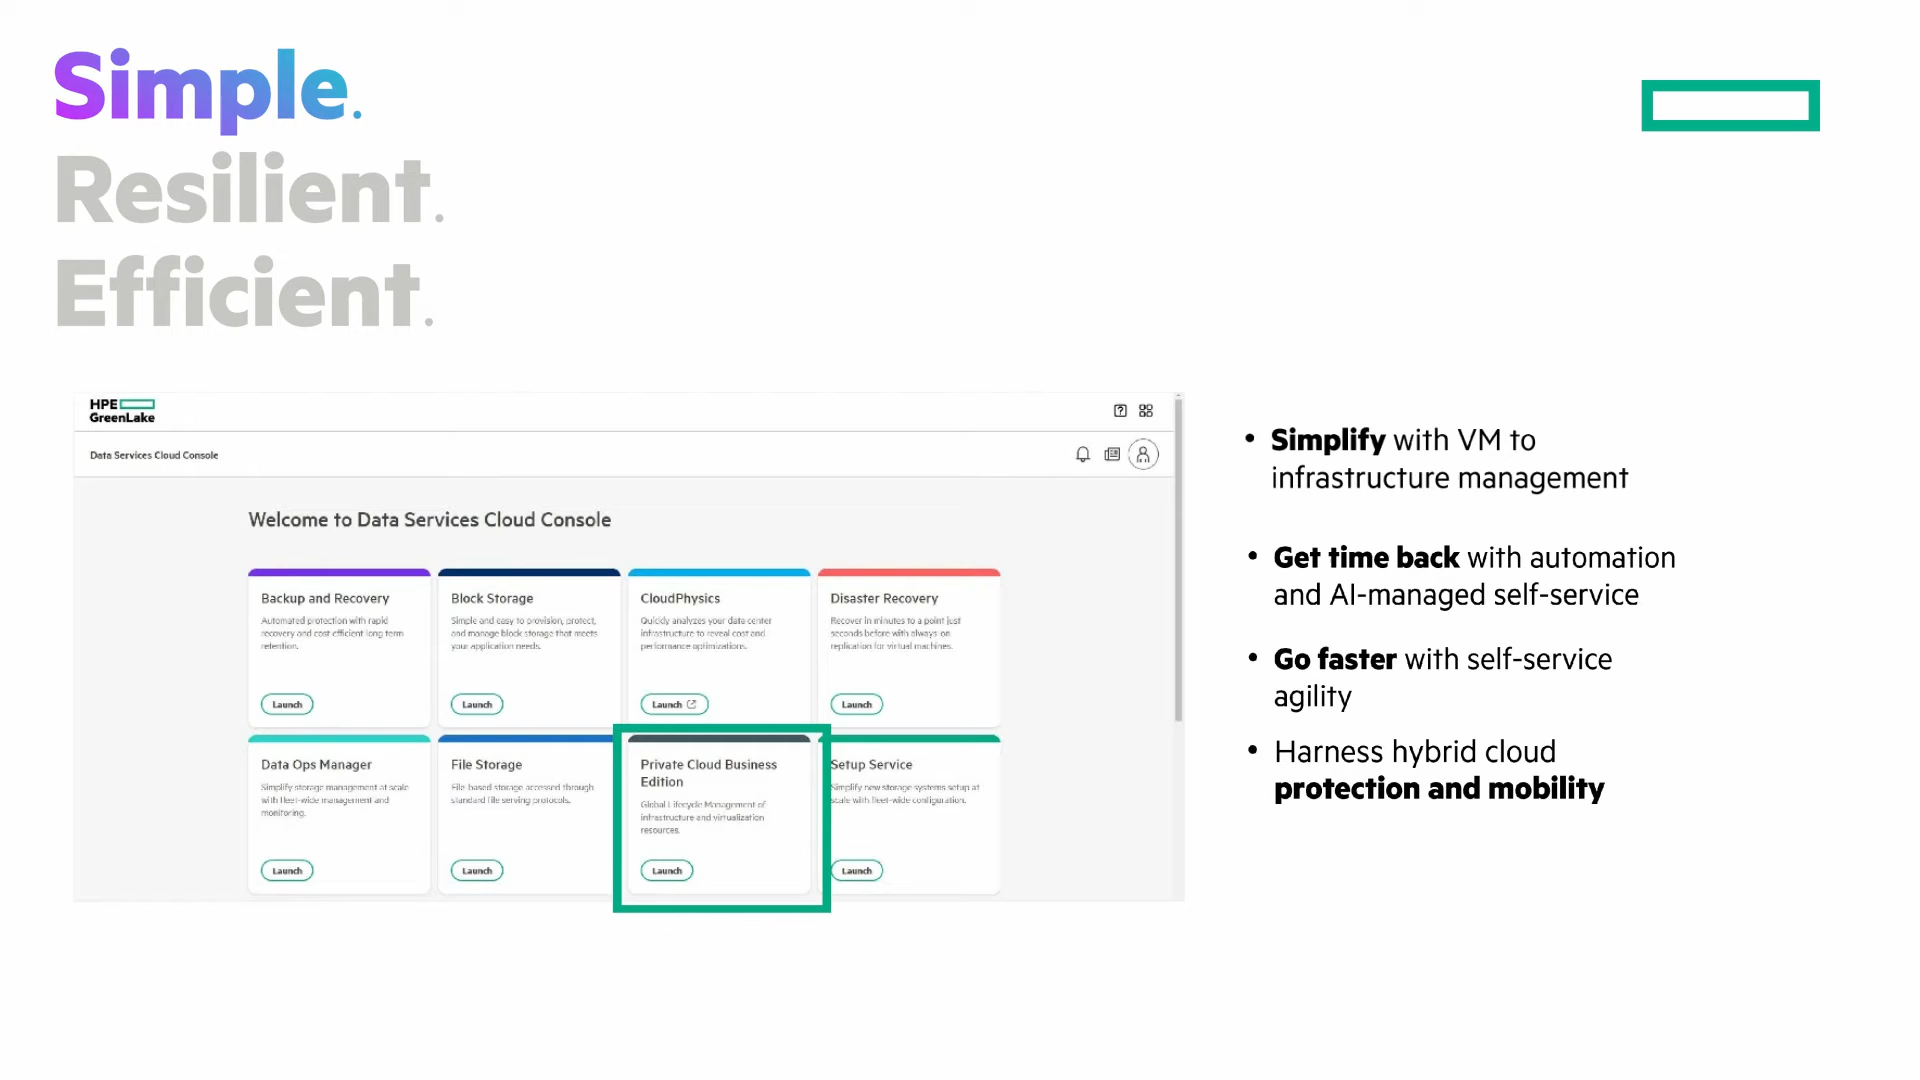 Simple.
Resilient.
Efficient.
HPE
GreenLake
Data Services Cloud Console
Welcome to Data Services Cloud Console
Backup and Recovery
Automated protection with rapid
recovery and cost efficient long term
retention.
Launch
Block Storage
Simple and easy to provision, protect,
and manage block storage that meets
your application needs.
Launch
CloudPhysics
Quickly analyzes your data center
infrastructure to reveal cost and
performance optimizations.
Launch
Disaster Recovery
Recover in minutes to a point just
seconds before with always-on
replication for virtual machines.
Launch
Data Ops Manager
Simplify storage management at scale
with fleet-wide management and
monitoring.
Launch
File Storage
File-based storage accessed through
standard file serving protocols.
Launch
Private Cloud Business
Edition
Global Lifecycle Management of
infrastructure and virtualization
resources.
Launch
Setup Service
Simplify new storage systems setup at
scale with fleet-wide configuration.
Launch
• Simplify with VM to
infrastructure management
• Get time back with automation
and AI-managed self-service
• Go faster with self-service
agility
• Harness hybrid cloud
protection and mobility